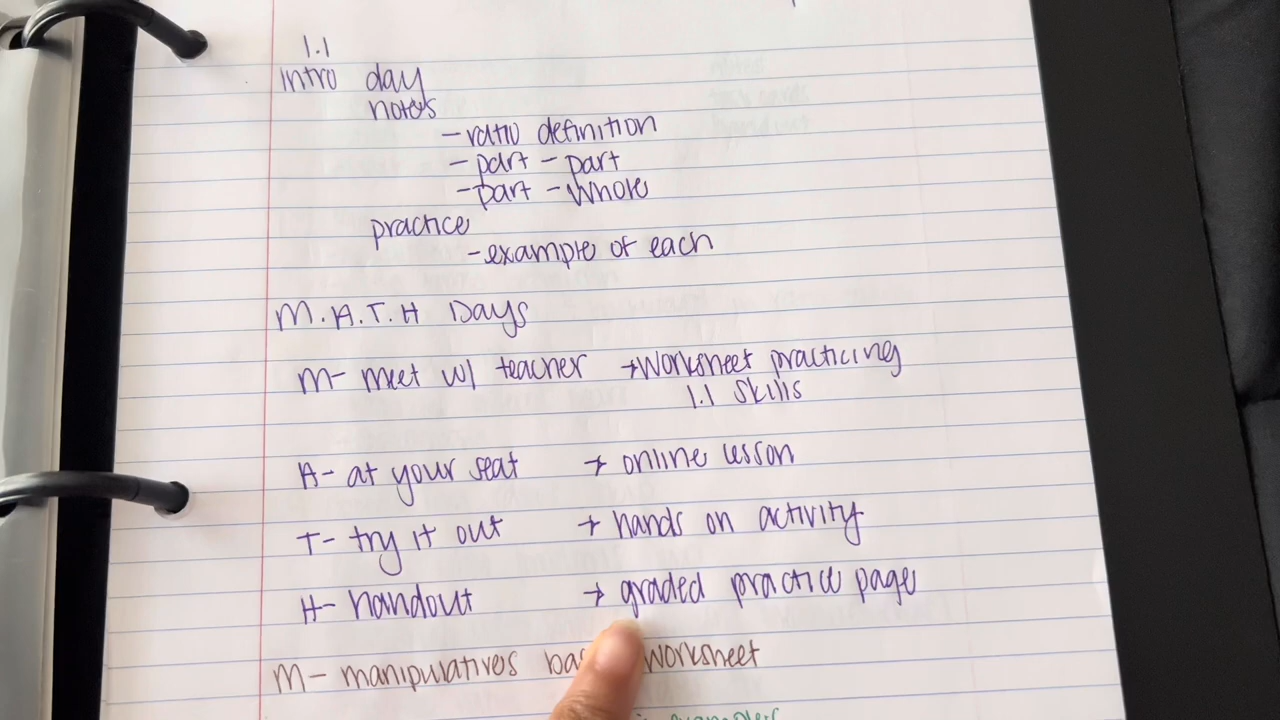 1.1
Intro day
notes
- ratio definition
- part - part
- part - whole
practice
- example of each
M.A.T.H Days
M- meet w/ teacher → worksheet practicing
1.1 skills
A- at your seat → online lesson
T- try it out → hands on activity
H- handout → graded practice page
M- manipulatives worksheet